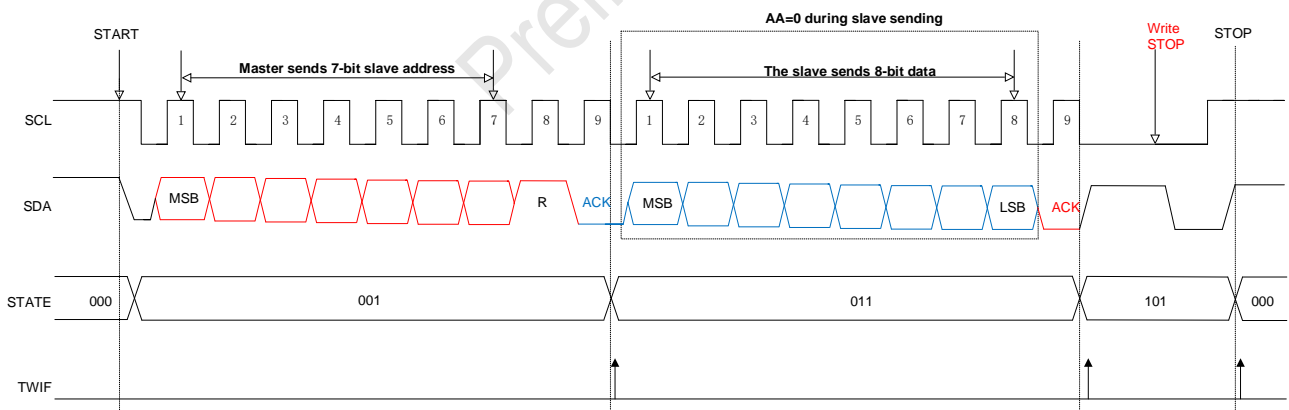 Prelim
AA=0 during slave sending
START
Write
STOP
STOP
Master sends 7-bit slave address
The slave sends 8-bit data
SCL
1 2 3 4 5 6 7 8 9 1 2 3 4 5 6 7 8 9
SDA
MSB R ACK MSB LSB ACK
STATE
000 001 011 101 000
TWIF